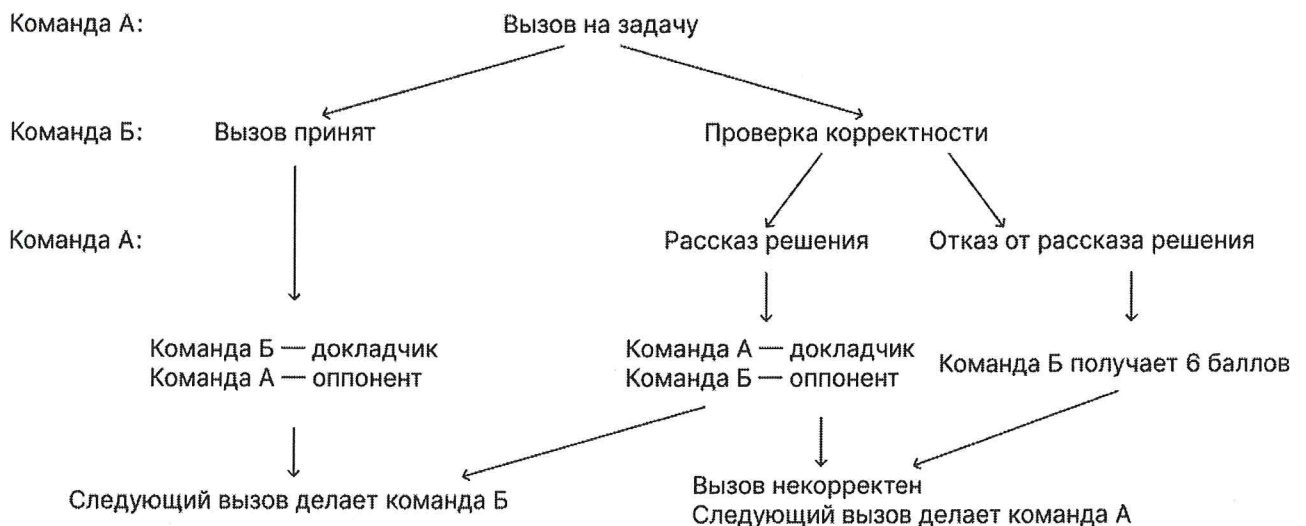 Команда А:
Вызов на задачу
Команда Б:
Вызов принят
Проверка корректности
Команда А:
Рассказ решения
Отказ от рассказа решения
Команда Б — докладчик
Команда А — оппонент
Команда А — докладчик
Команда Б — оппонент
Команда Б получает 6 баллов
Следующий вызов делает команда Б
Вызов некорректен
Следующий вызов делает команда А